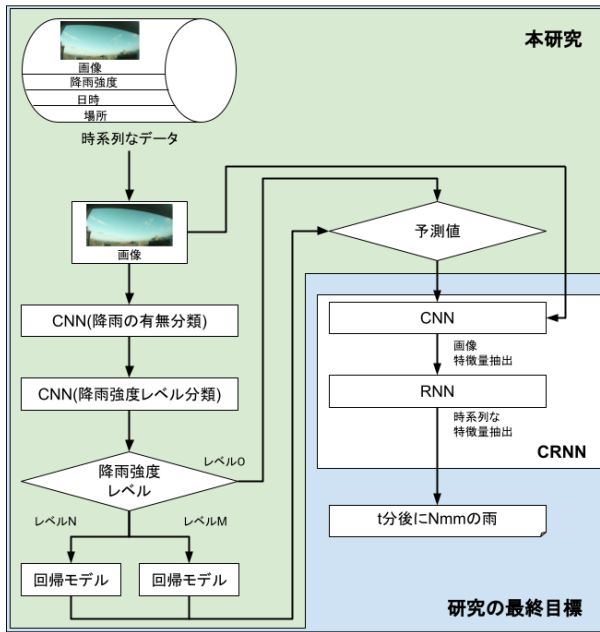 本研究
画像
降雨強度
日時
場所
時系列なデータ
画像
予測値
CNN(降雨の有無分類)
CNN
画像
特徴量抽出
CNN(降雨強度レベル分類)
RNN
時系列な
特徴量抽出
CRNN
降雨強度
レベル
レベル0
レベルN
レベルM
t分後にNmmの雨
回帰モデル
回帰モデル
研究の最終目標